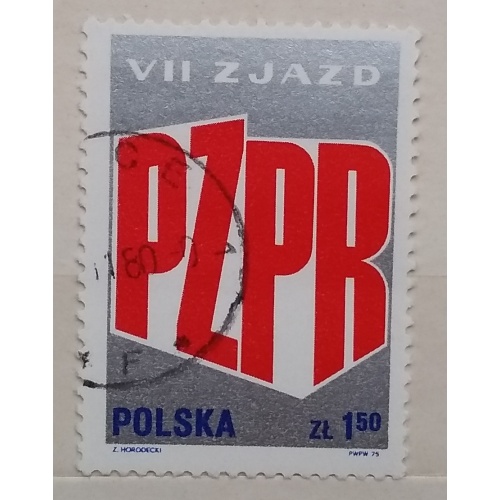 VII ZJAZD
PZPR
POLSKA ZŁ 1.50
Z. HORODECKI PWPW 75